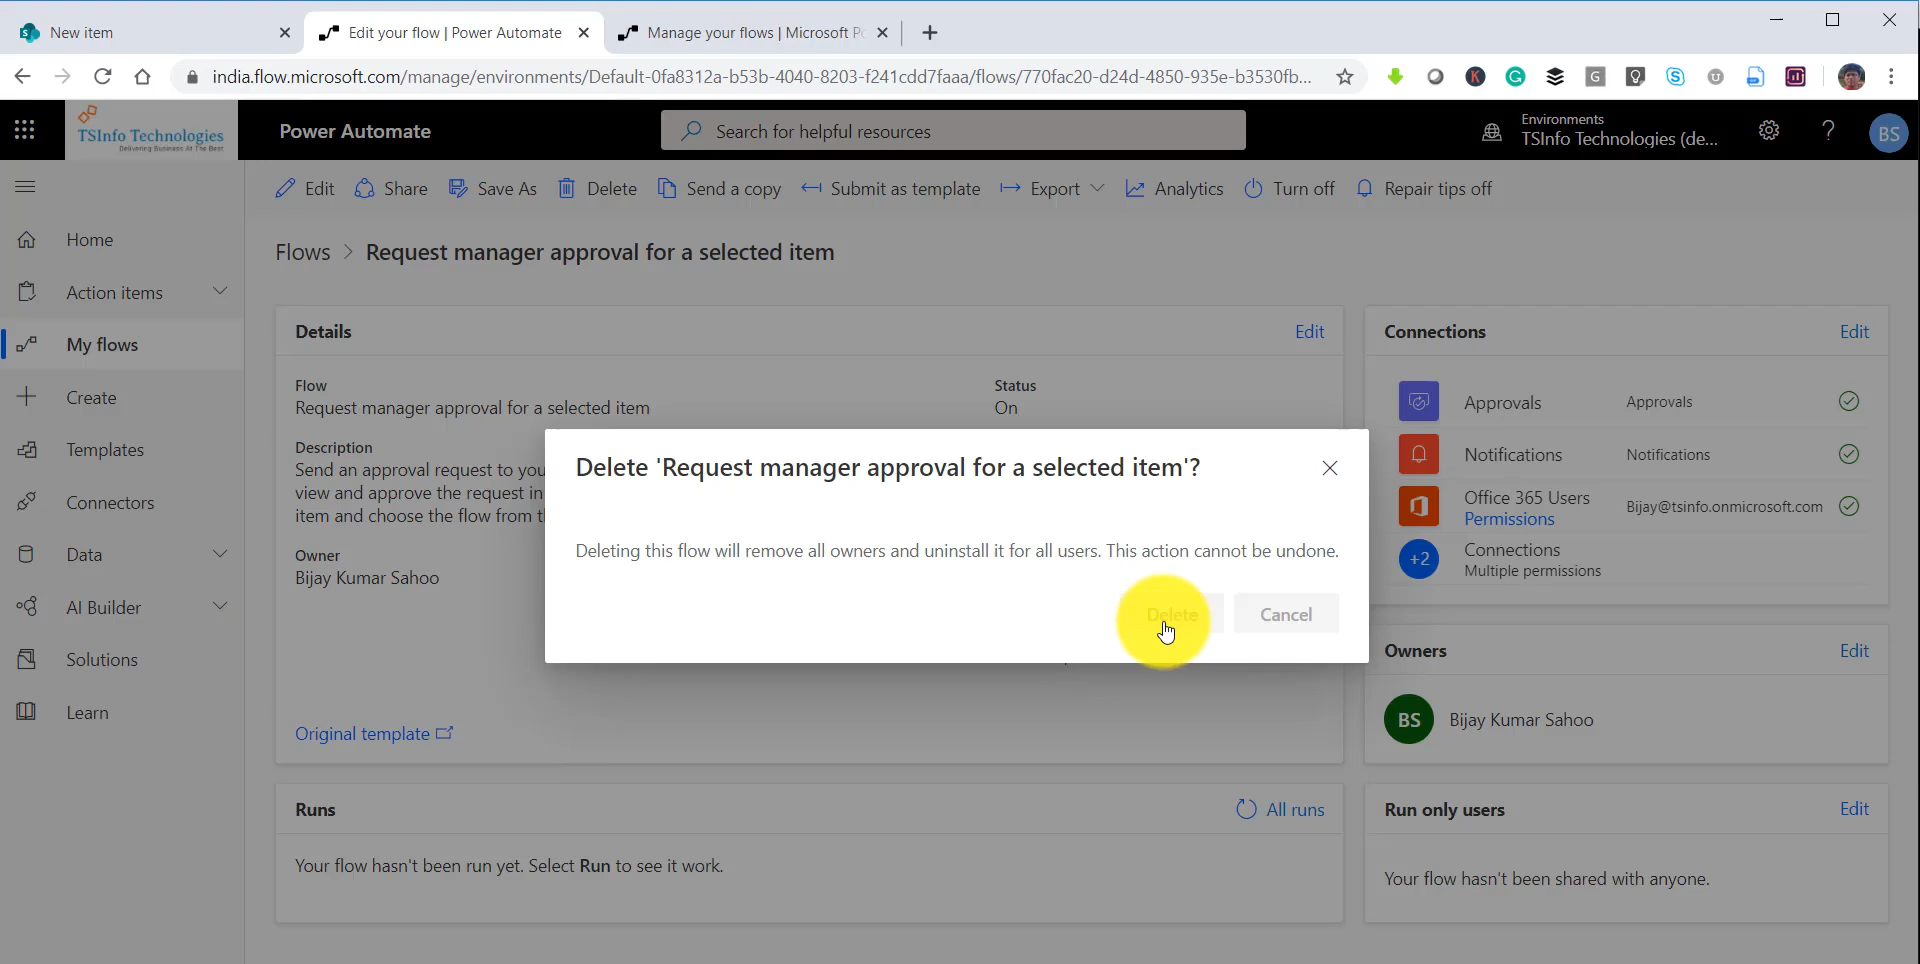 New item
Edit your flow | Power Automate
Manage your flows | Microsoft P
india.flow.microsoft.com/manage/environments/Default-0fa8312a-b53b-4040-8203-f241cdd7faaa/flows/770fac20-d24d-4850-935e-b3530fb...
TSInfo Technologies
Delivering Business At The Best
Power Automate
Search for helpful resources
Environments
TSInfo Technologies (de...
?
BS
Edit
Share
Save As
Delete
Send a copy
Submit as template
Export
Analytics
Turn off
Repair tips off
Home
Action items
My flows
Create
Templates
Connectors
Data
AI Builder
Solutions
Learn
Flows > Request manager approval for a selected item
Details
Edit
Flow
Request manager approval for a selected item
Status
On
Description
Send an approval request to you
view and approve the request in
item and choose the flow from t
Owner
Bijay Kumar Sahoo
Original template
Delete 'Request manager approval for a selected item'?
Deleting this flow will remove all owners and uninstall it for all users. This action cannot be undone.
Delete
Cancel
Connections
Edit
Approvals
Approvals
Notifications
Notifications
Office 365 Users
Permissions
Bijay@tsinfo.onmicrosoft.com
+2
Connections
Multiple permissions
Owners
Edit
BS
Bijay Kumar Sahoo
Runs
All runs
Your flow hasn't been run yet. Select Run to see it work.
Run only users
Edit
Your flow hasn't been shared with anyone.